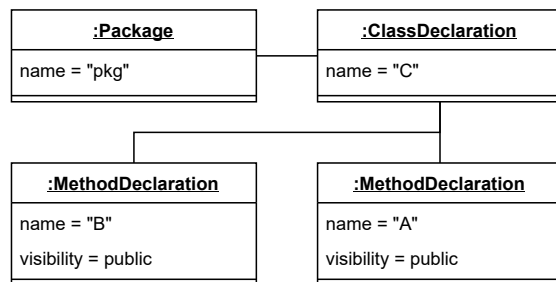 :Package
name = "pkg"
:ClassDeclaration
name = "C"
:MethodDeclaration
name = "B"
visibility = public
:MethodDeclaration
name = "A"
visibility = public